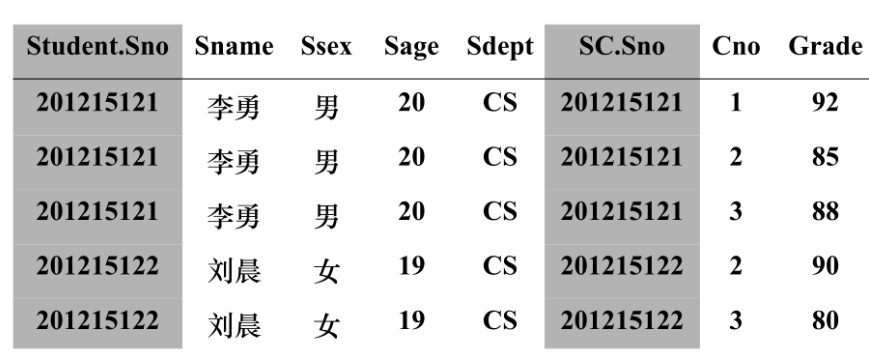 Student.Sno Sname Ssex Sage Sdept SC.Sno Cno Grade
201215121 李勇 男 20 CS 201215121 1 92
201215121 李勇 男 20 CS 201215121 2 85
201215121 李勇 男 20 CS 201215121 3 88
201215122 刘晨 女 19 CS 201215122 2 90
201215122 刘晨 女 19 CS 201215122 3 80